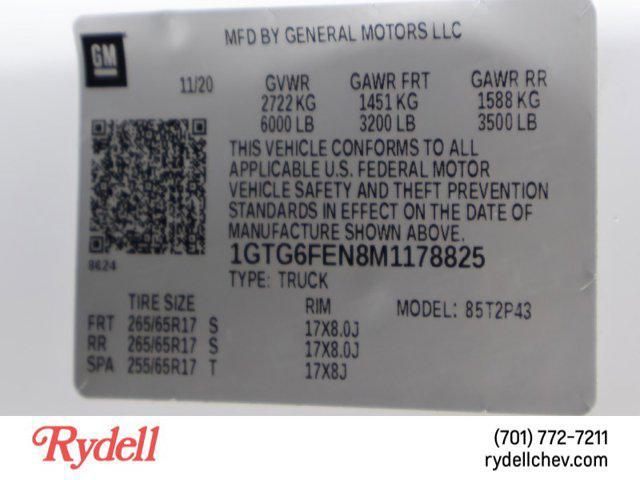 GM
MFD BY GENERAL MOTORS LLC
11/20 GVWR GAWR FRT GAWR RR
2722 KG 1451 KG 1588 KG
6000 LB 3200 LB 3500 LB
THIS VEHICLE CONFORMS TO ALL
APPLICABLE U.S. FEDERAL MOTOR
VEHICLE SAFETY AND THEFT PREVENTION
STANDARDS IN EFFECT ON THE DATE OF
MANUFACTURE SHOWN ABOVE.
8624
1GTG6FEN8M1178825
TYPE: TRUCK
TIRE SIZE RIM MODEL: 85T2P43
FRT 265/65R17 S 17X8.0J
RR 265/65R17 S 17X8.0J
SPA 255/65R17 T 17X8J
Rydell
(701) 772-7211
rydellchev.com